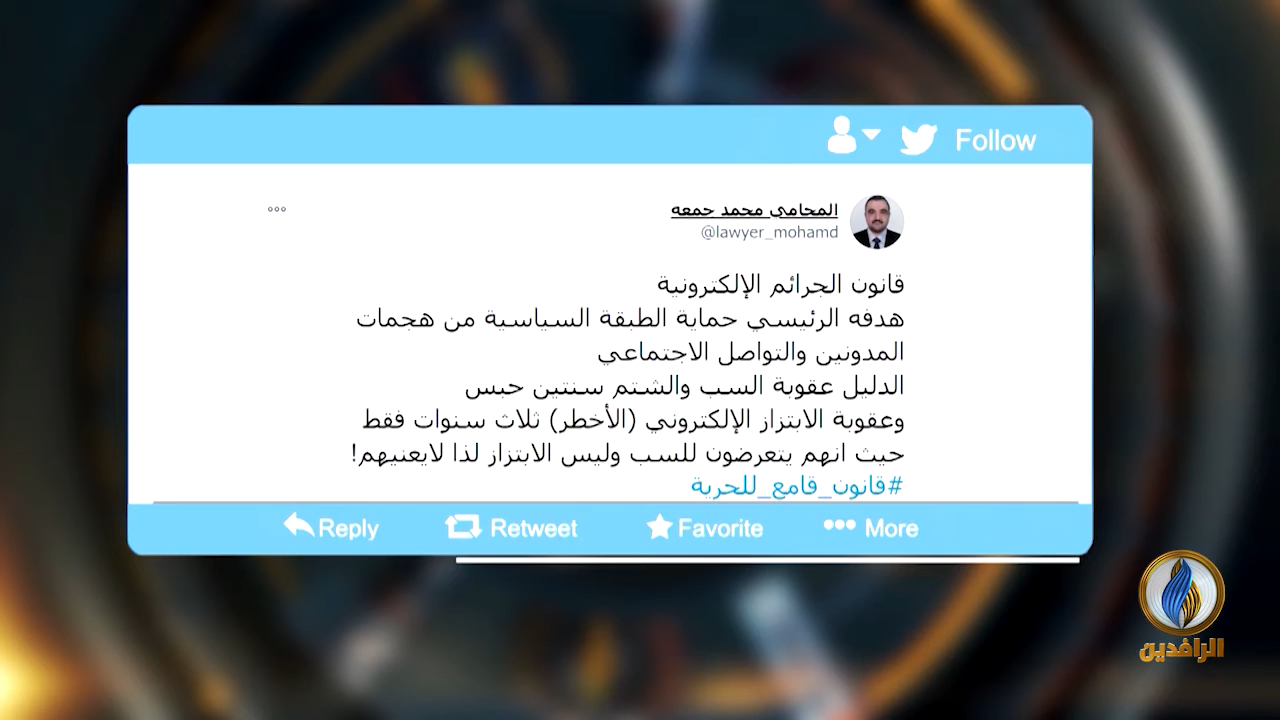 Follow
المحامي محمد جمعه
@lawyer_mohamd
قانون الجرائم الإلكترونية
هدفه الرئيسي حماية الطبقة السياسية من هجمات
المدونين والتواصل الاجتماعي
الدليل عقوبة السب والشتم سنتين حبس
وعقوبة الابتزاز الإلكتروني (الأخطر) ثلاث سنوات فقط
حيث انهم يتعرضون للسب وليس الابتزاز لذا لايعنيهم!
#قانون_قامع_للحرية
Reply Retweet Favorite More
الرافدين